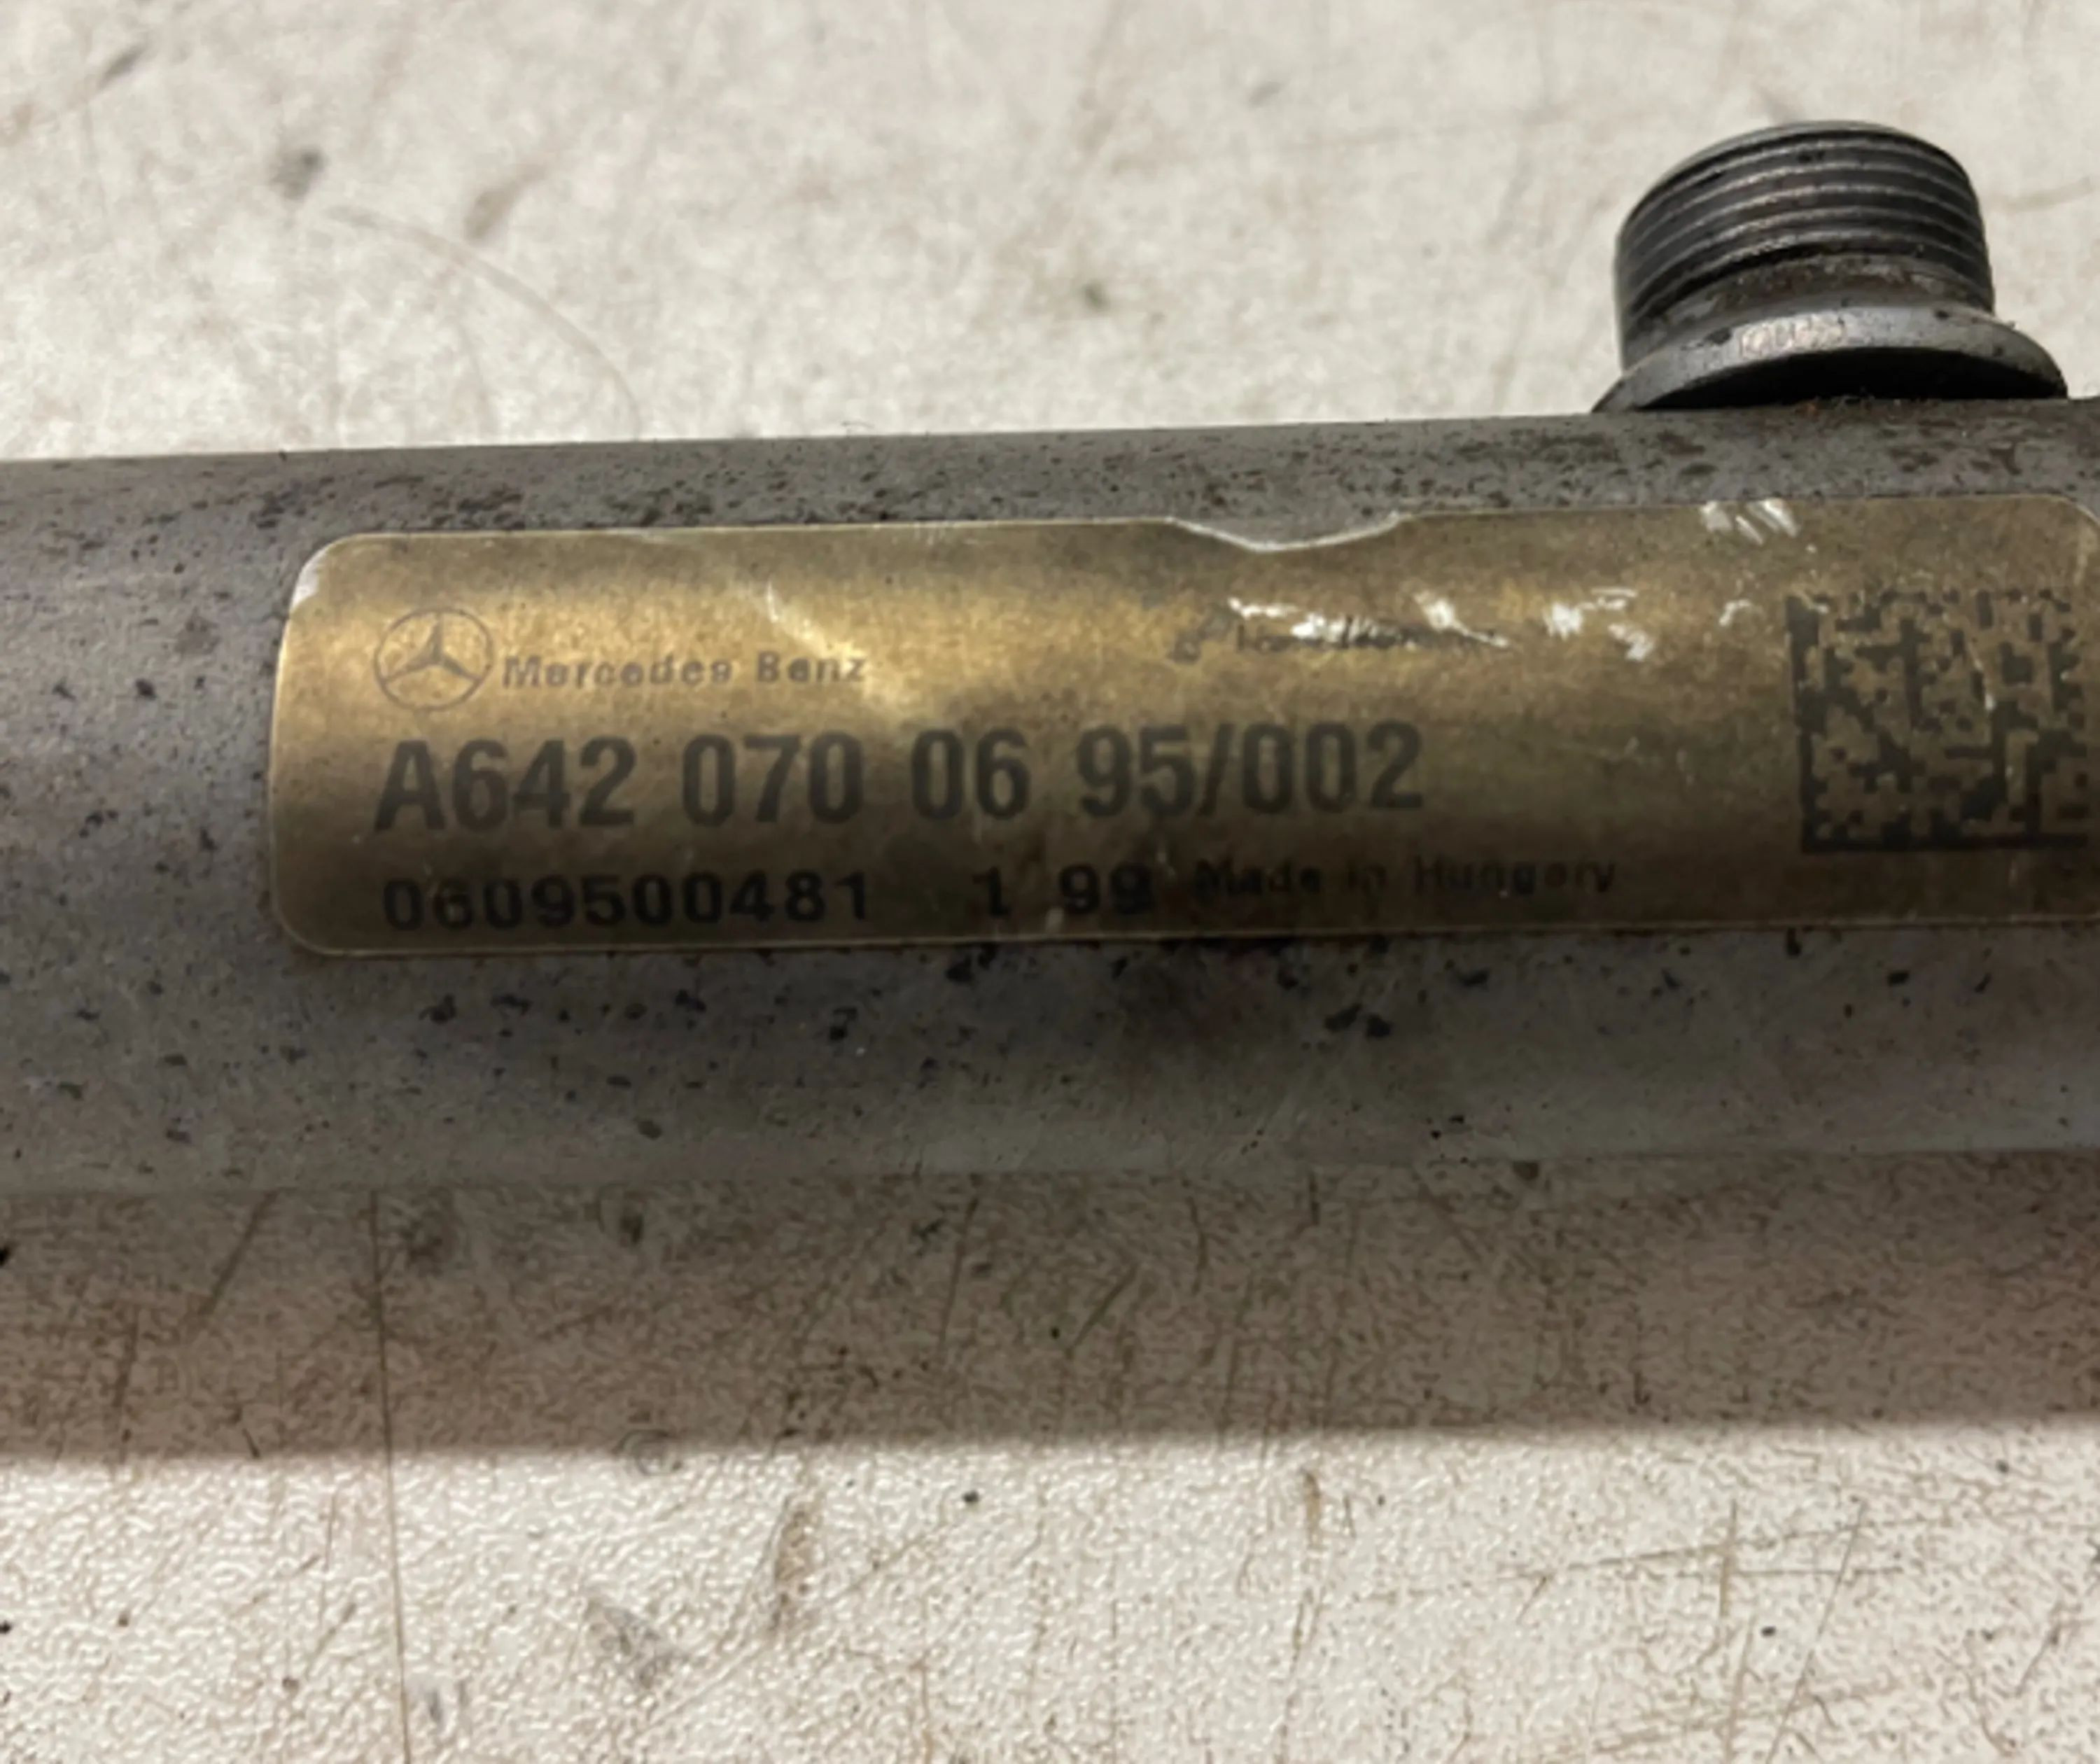 Mercedes Benz
A642 070 06 95/002
0609500481 1 99 Made in Hungary